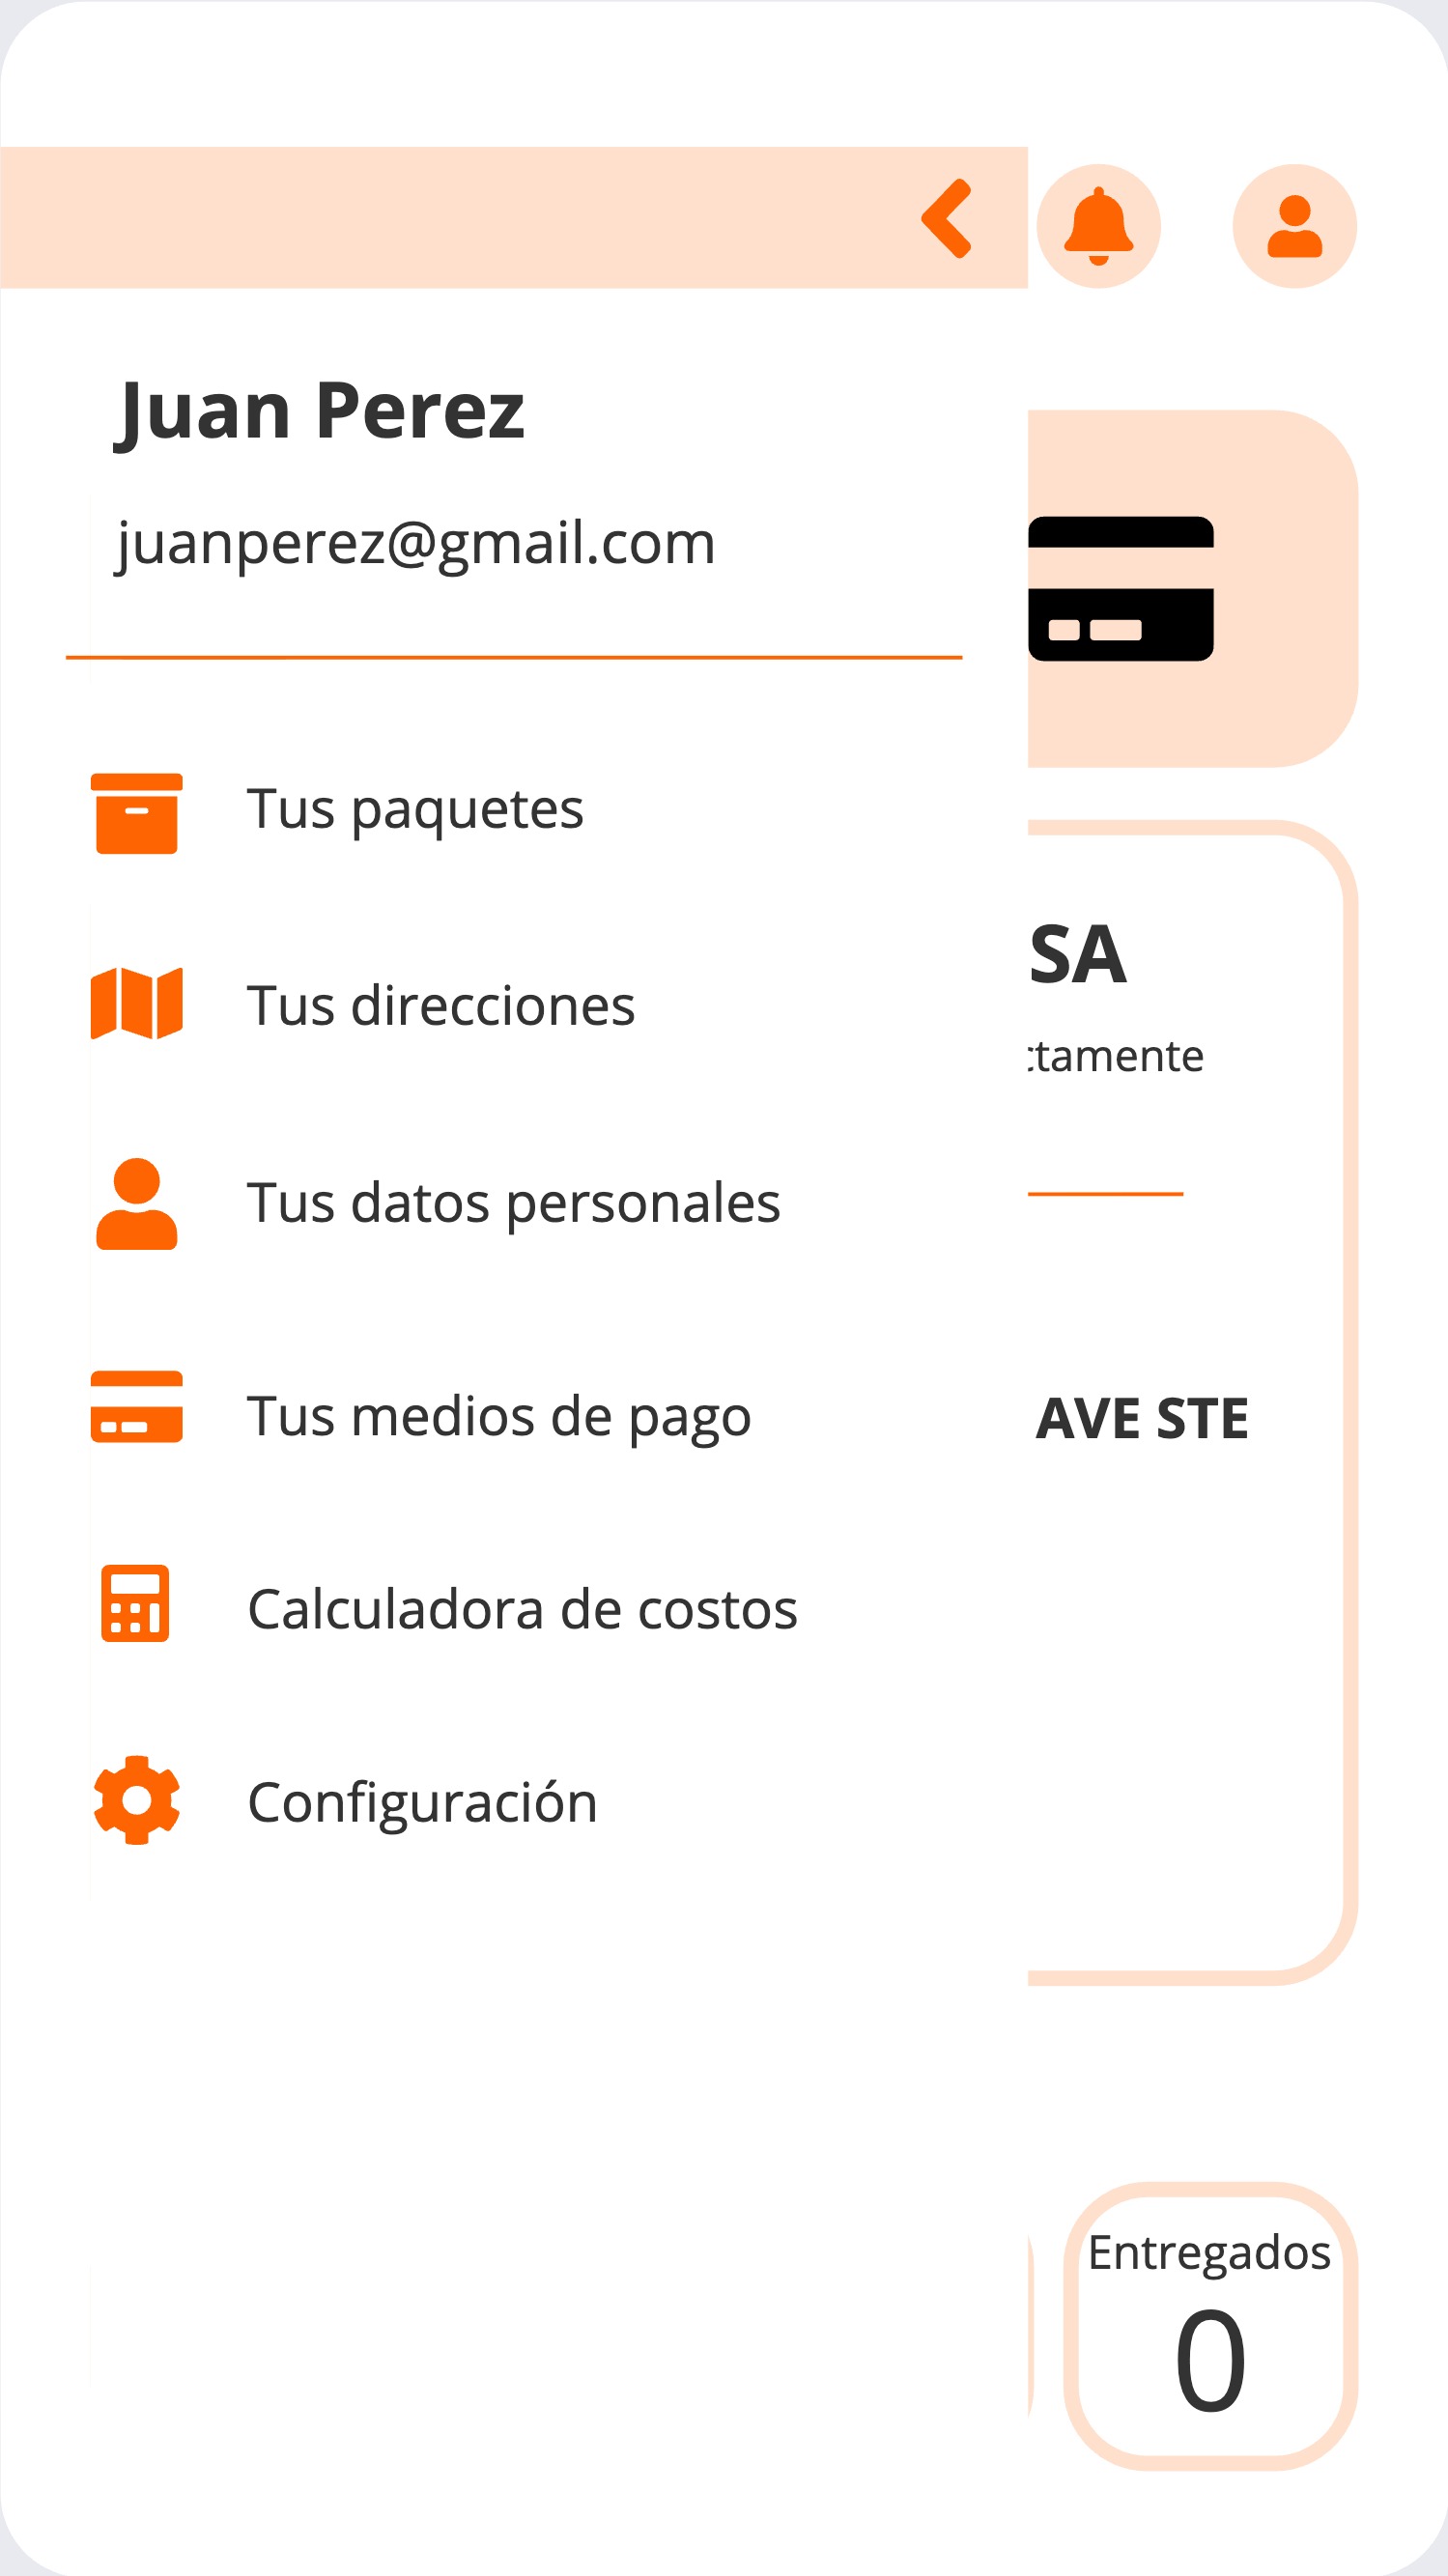 Juan Perez
juanperez@gmail.com
Tus paquetes
SA
Tus direcciones
ctamente
Tus datos personales
Tus medios de pago
AVE STE
Calculadora de costos
Configuración
Entregados
0